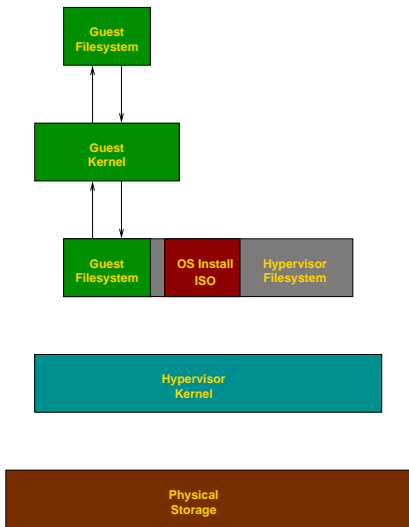 Guest
Filesystem
Guest
Kernel
Guest
Filesystem
OS Install
ISO
Hypervisor
Filesystem
Hypervisor
Kernel
Physical
Storage